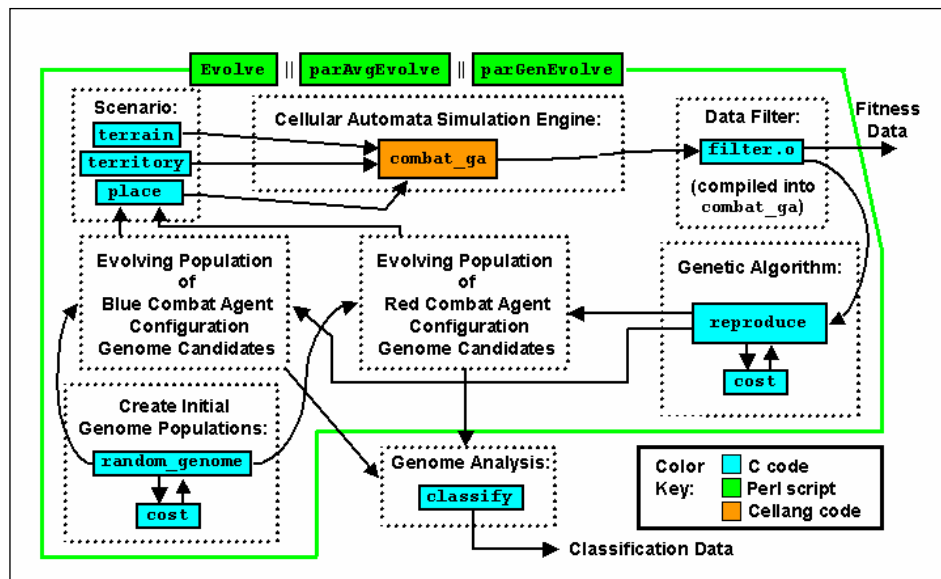 Evolve || parAvgEvolve || parGenEvolve
Scenario:
terrain
territory
place
Cellular Automata Simulation Engine:
combat_ga
Data Filter:
filter.o
(compiled into
combat_ga)
Fitness
Data
Evolving Population
of
Blue Combat Agent
Configuration
Genome Candidates
Evolving Population
of
Red Combat Agent
Configuration
Genome Candidates
Genetic Algorithm:
reproduce
cost
Create Initial
Genome Populations:
random_genome
cost
Genome Analysis:
classify
Classification Data
Color
Key:
C code
Perl script
Cellang code